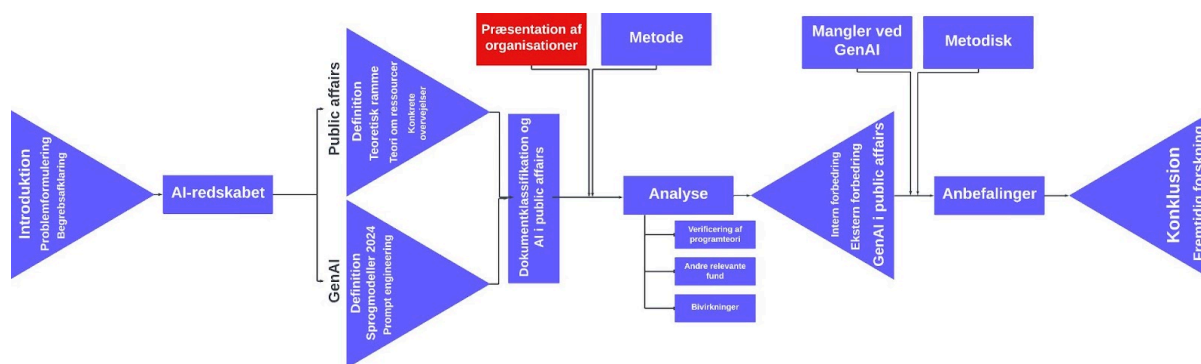 Introduktion
Problemformulering
Begrebsafklaring
AI-redskabet
Public affairs
Definition
Teoretisk ramme
Teori om ressourcer
Konkrete
overvejelser
GenAI
Definition
Sprogmodeller 2024
Prompt engineering
Dokumentklassifikation og
AI i public affairs
Præsentation af
organisationer
Metode
Analyse
Verificering af
programteori
Andre relevante
fund
Bivirkninger
Intern forbedring
Ekstern forbedring
GenAI i public affairs
Mangler ved
GenAI
Metodisk
Anbefalinger
Konklusion
Fremtidig forskning